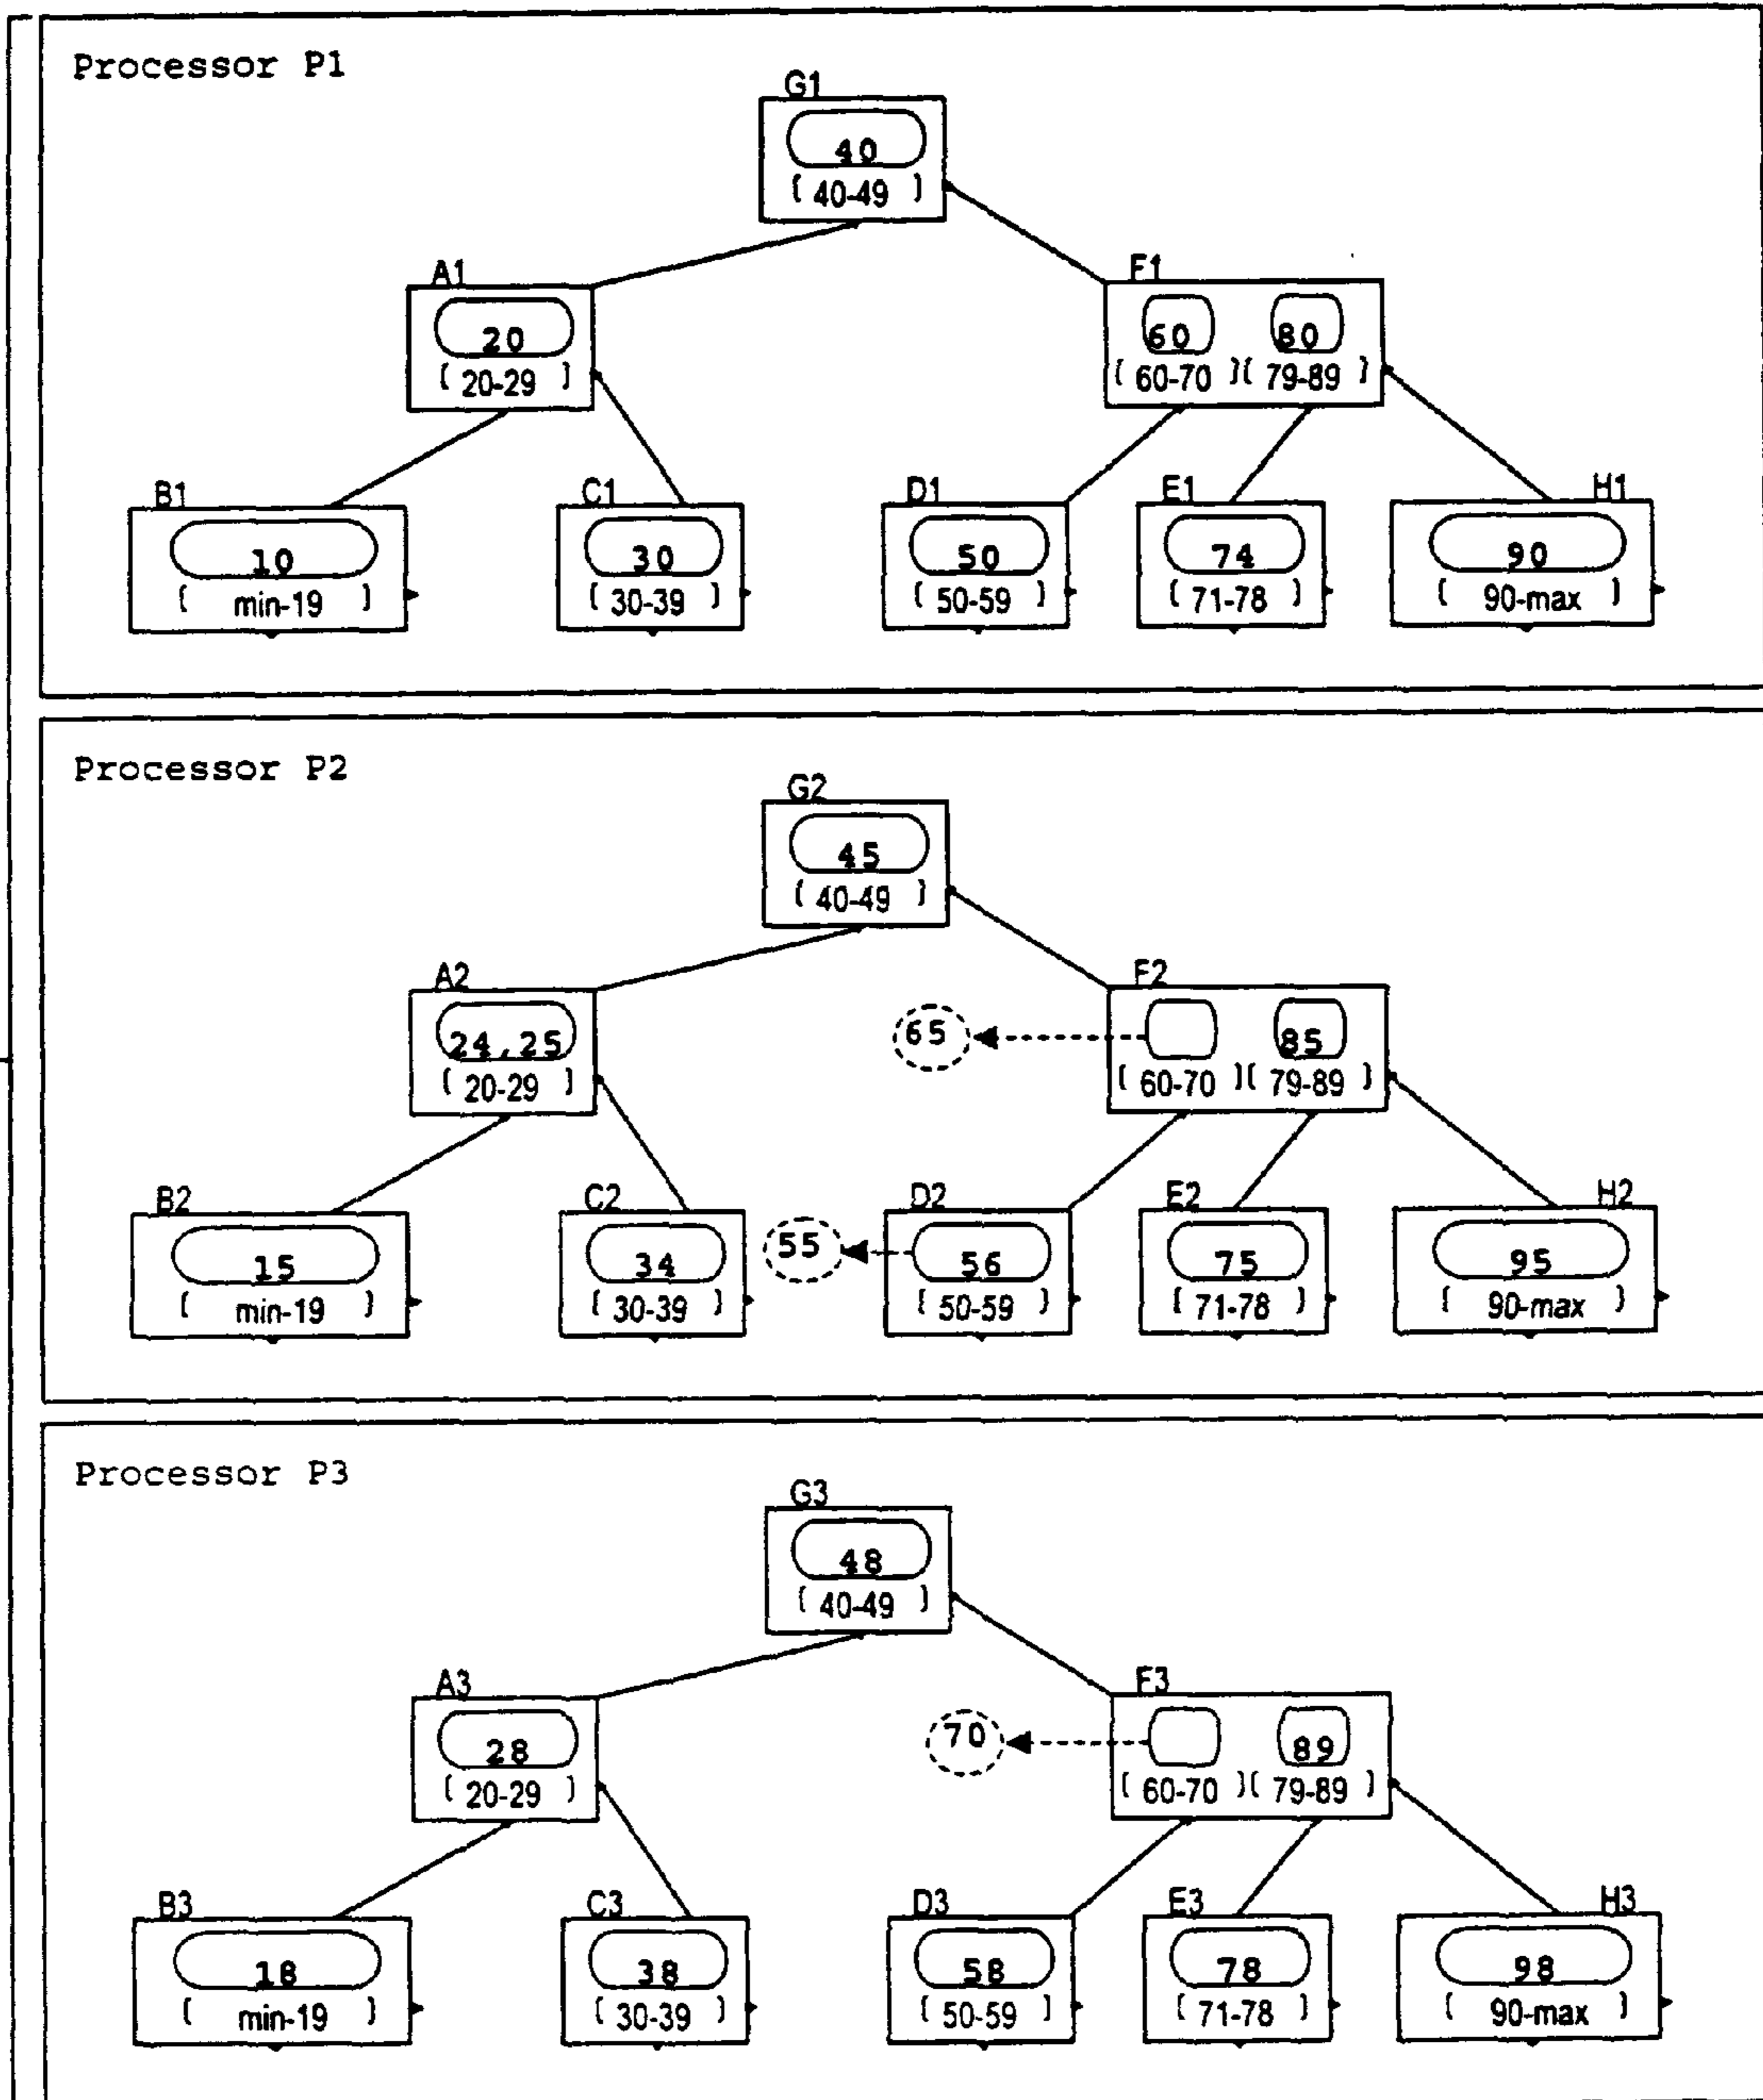 Processor P1
G1
40
[ 40-49 ]
A1
20
[ 20-29 ]
F1
60 80
[ 60-70 ][ 79-89 ]
B1
10
[ min-19 ]
C1
30
[ 30-39 ]
D1
50
[ 50-59 ]
E1
74
[ 71-78 ]
H1
90
[ 90-max ]
Processor P2
G2
45
[ 40-49 ]
A2
24,25
[ 20-29 ]
65
F2
85
[ 60-70 ][ 79-89 ]
B2
15
[ min-19 ]
C2
34
[ 30-39 ]
55
D2
56
[ 50-59 ]
E2
75
[ 71-78 ]
H2
95
[ 90-max ]
Processor P3
G3
48
[ 40-49 ]
A3
28
[ 20-29 ]
70
F3
89
[ 60-70 ][ 79-89 ]
B3
18
[ min-19 ]
C3
38
[ 30-39 ]
D3
58
[ 50-59 ]
E3
78
[ 71-78 ]
H3
98
[ 90-max ]